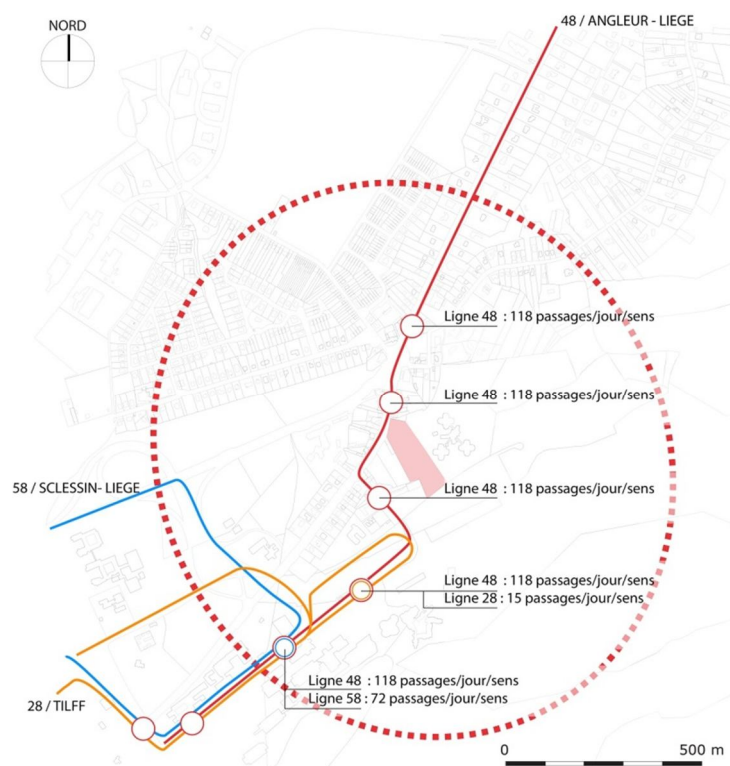 48 / ANGLEUR - LIEGE
NORD
Ligne 48 : 118 passages/jour/sens
Ligne 48 : 118 passages/jour/sens
58 / SCLESSIN- LIEGE
Ligne 48 : 118 passages/jour/sens
Ligne 48 : 118 passages/jour/sens
Ligne 28 : 15 passages/jour/sens
Ligne 48 : 118 passages/jour/sens
Ligne 58 : 72 passages/jour/sens
28 / TILFF
0 500 m